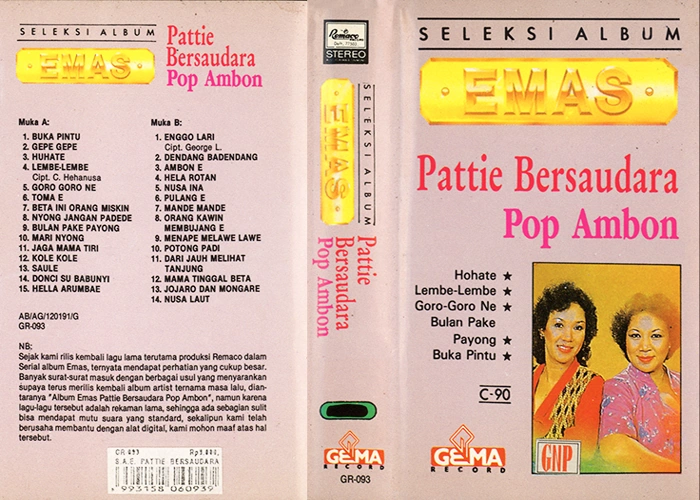 SELEKSI ALBUM
EMAS
Pattie
Bersaudara
Pop Ambon
Muka A:
1. BUKA PINTU
2. GEPE GEPE
3. HUHATE
4. LEMBE-LEMBE
Cipt. C. Hehanusa
5. GORO GORO NE
6. TOMA E
7. BETA INI ORANG MISKIN
8. NYONG JANGAN PADEDE
9. BULAN PAKE PAYONG
10. MARI NYONG
11. JAGA MAMA TIRI
12. KOLE KOLE
13. SAULE
14. DONCI SU BABUNYI
15. HELLA ARUMBAE
Muka B:
1. ENGGO LARI
Cipt. George L.
2. DENDANG BADENDANG
3. AMBON E
4. HELA ROTAN
5. NUSA INA
6. PULANG E
7. MANDE MANDE
8. ORANG KAWIN
MEMBUJANG E
9. MENAPE MELAWE LAWE
10. POTONG PADI
11. DARI JAUH MELIHAT
TANJUNG
12. MAMA TINGGAL BETA
13. JOJARO DAN MONGARE
14. NUSA LAUT
AB/AG/120191/G
GR-093
NB:
Sejak kami rilis kembali lagu lama terutama produksi Remaco dalam
Serial album Emas, ternyata mendapat perhatian yang cukup besar.
Banyak surat-surat masuk dengan berbagai usul yang menyarankan
supaya terus merilis kembali album artist ternama masa lalu, dian-
taranya "Album Emas Pattie Bersaudara Pop Ambon", namun karena
lagu-lagu tersebut adalah rekaman lama, sehingga ada sebagian sulit
bisa mendapat mutu suara yang standard, sekalipun kami telah
berusaha membantu dengan alat digital, kami mohon maaf atas hal
tersebut.
GR 093
S.A.E. PATTIE BERSAUDARA
9 993158 060939
Remaco
STEREO
SELEKSI ALBUM
EMAS
Pattie
Bersaudara
Pop Ambon
GEMA
RECORD
GR-093
SELEKSI ALBUM
EMAS
Pattie Bersaudara
Pop Ambon
Hohate ★
Lembe-Lembe ★
Goro-Goro Ne ★
Bulan Pake
Payong ★
Buka Pintu ★
C-90
GEMA
RECORD
GNP